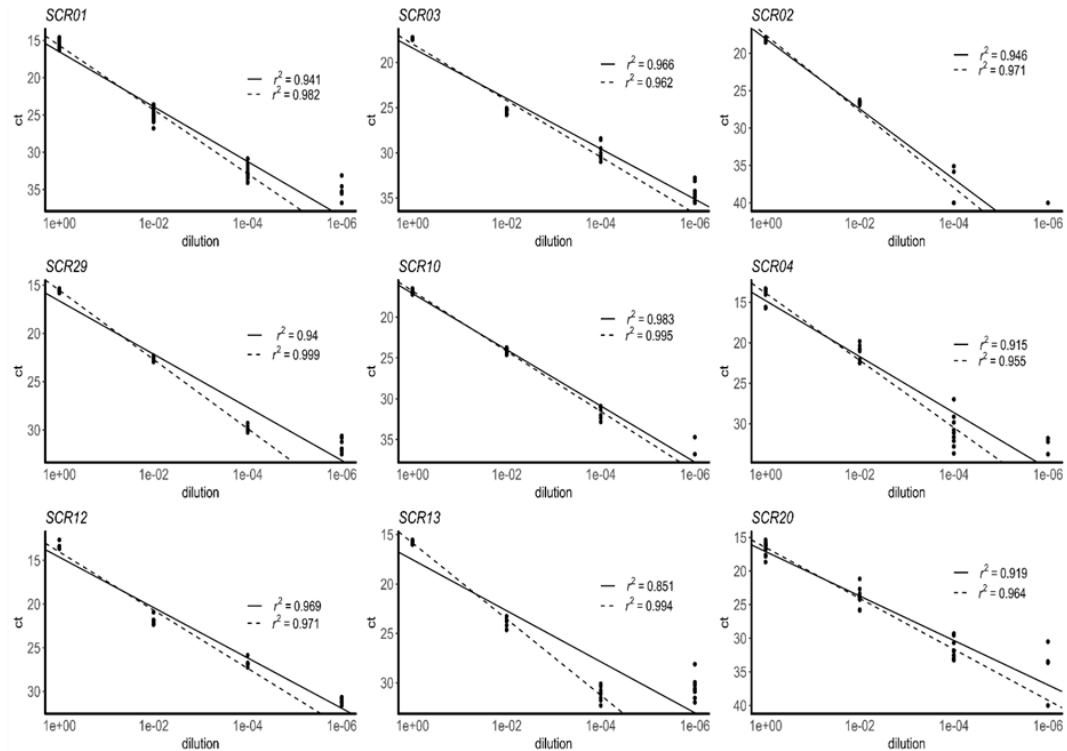 SCR01
15
20
25
30
35
ct
r² = 0.941
r² = 0.982
1e+00 1e-02 1e-04 1e-06
dilution
SCR03
20
25
30
35
ct
r² = 0.966
r² = 0.962
1e+00 1e-02 1e-04 1e-06
dilution
SCR02
20
25
30
35
40
ct
r² = 0.946
r² = 0.971
1e+00 1e-02 1e-04 1e-06
dilution
SCR29
15
20
25
30
ct
r² = 0.94
r² = 0.999
1e+00 1e-02 1e-04 1e-06
dilution
SCR10
20
25
30
35
ct
r² = 0.983
r² = 0.995
1e+00 1e-02 1e-04 1e-06
dilution
SCR04
15
20
25
30
35
ct
r² = 0.915
r² = 0.955
1e+00 1e-02 1e-04 1e-06
dilution
SCR12
15
20
25
30
ct
r² = 0.969
r² = 0.971
1e+00 1e-02 1e-04 1e-06
dilution
SCR13
15
20
25
30
ct
r² = 0.851
r² = 0.994
1e+00 1e-02 1e-04 1e-06
dilution
SCR20
15
20
25
30
35
40
ct
r² = 0.919
r² = 0.964
1e+00 1e-02 1e-04 1e-06
dilution